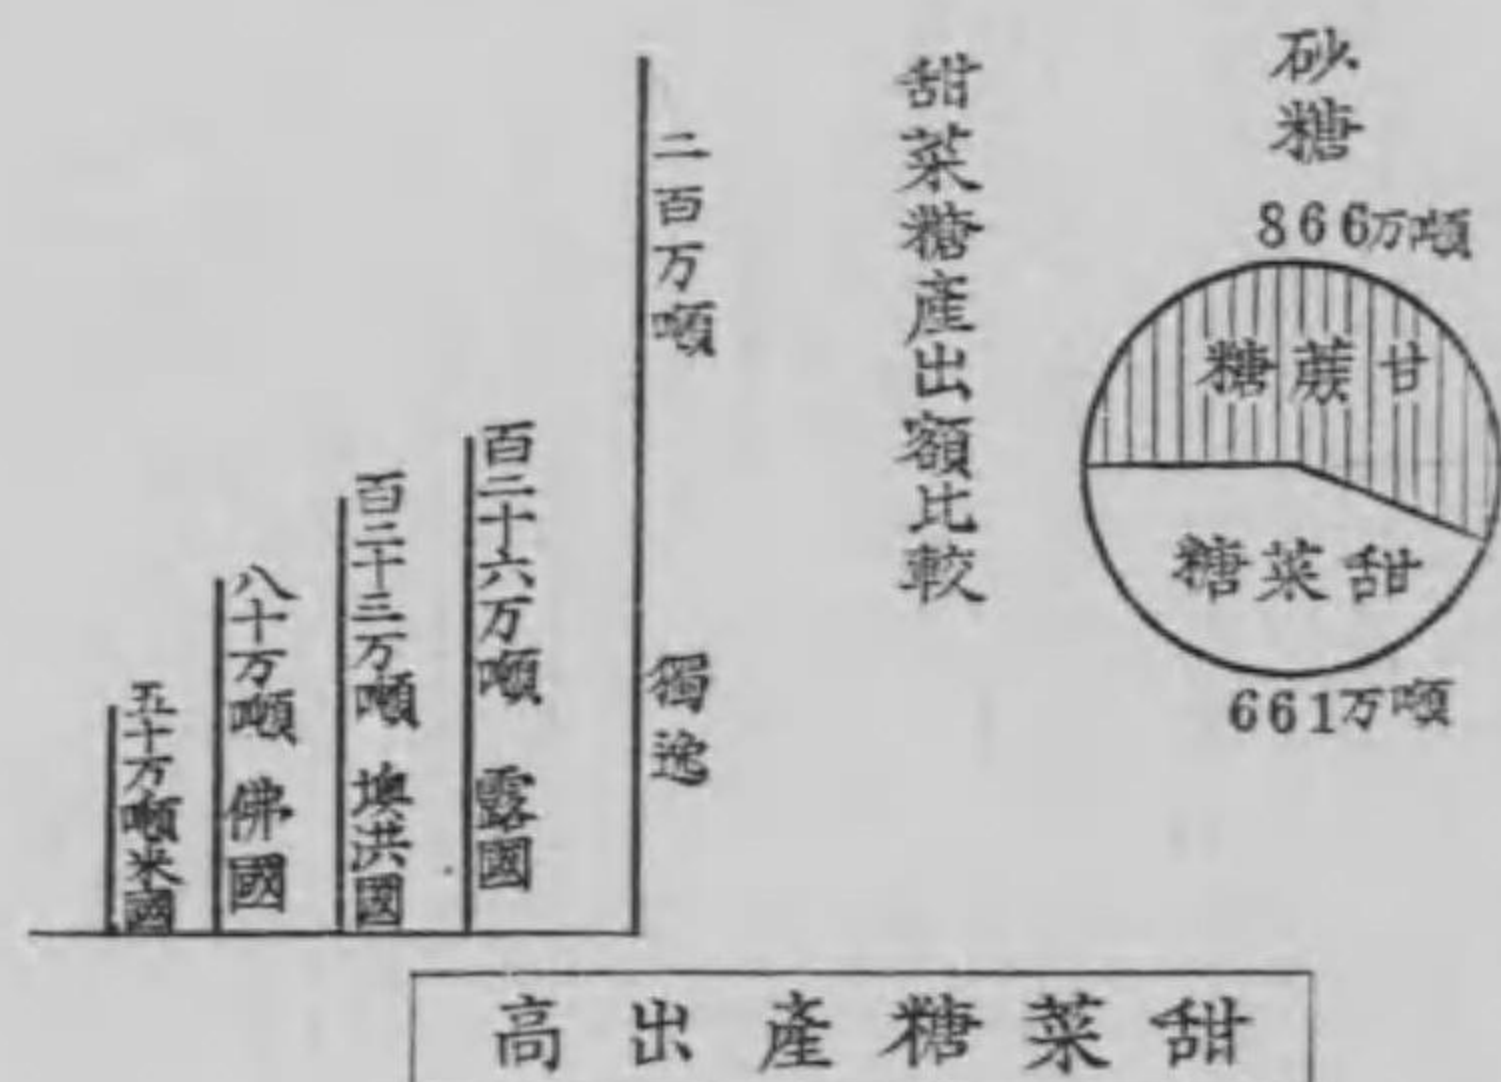 砂糖
866万噸
甘蔗糖
甜菜糖
661万噸
甜菜糖產出額比較
二百万噸 獨逸
百二十六万噸 露國
百二十三万噸 墺洪國
八十万噸 佛國
五十万噸 米國
甜菜糖產出高